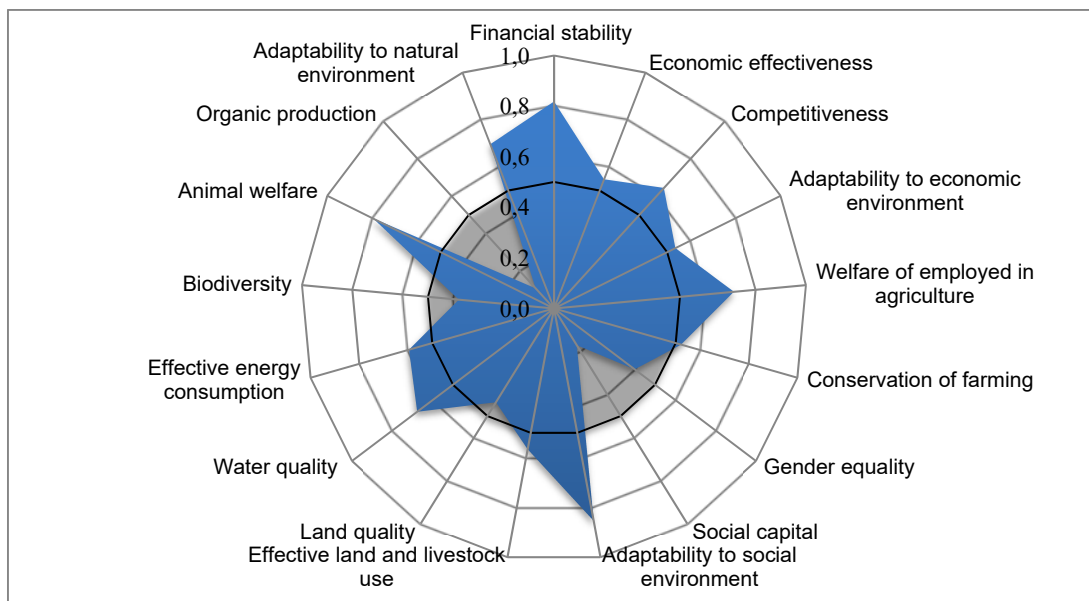 Financial stability
1,0
0,8
0,6
0,4
0,2
0,0
Economic effectiveness
Competitiveness
Adaptability to economic
environment
Welfare of employed in
agriculture
Conservation of farming
Gender equality
Social capital
Adaptability to social
environment
Effective land and livestock
use
Land quality
Water quality
Effective energy
consumption
Biodiversity
Animal welfare
Organic production
Adaptability to natural
environment